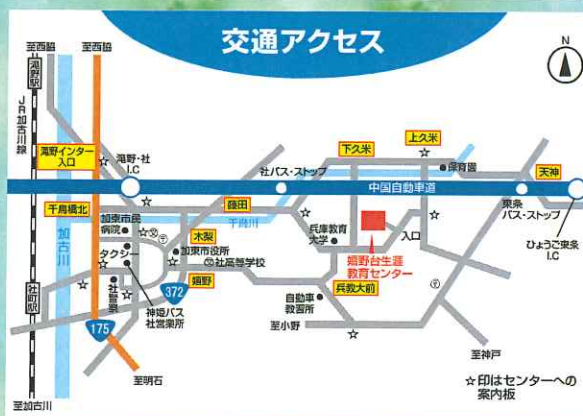 交通アクセス
至西脇
至西脇
N
滝野駅
JR加古川線
滝野インター
入口
滝野・社
I.C
社バス・ストップ
下久米
上久米
保育園
天神
中国自動車道
千鳥橋北
藤田
千鳥川
東条
バス・ストップ
ひょうご東条
I.C
加古川
加東市民
病院
木梨
加東市役所
兵庫教育
大学
入口
嬉野台生涯
教育センター
タクシー
社高等学校
社町駅
社警察
神姫バス
社営業所
372
嬉野
兵教大前
自動車
教習所
175
至小野
至神戸
至明石
至加古川
☆印はセンターへの
案内板